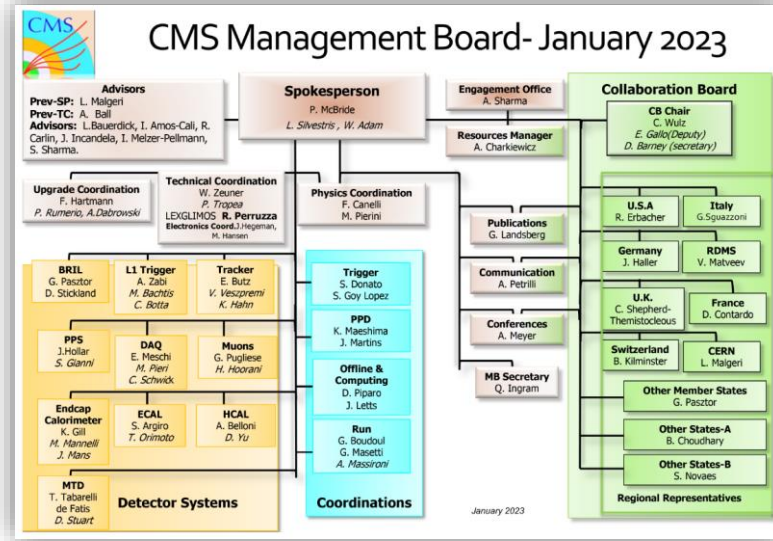 CMS
CMS Management Board- January 2023
Advisors
Prev-SP: L. Malgeri
Prev-TC: A. Ball
Advisors: L.Bauerdick, I. Amos-Cali, R.
Carlin, J. Incandela, I. Melzer-Pellmann,
S. Sharma.
Spokesperson
P. McBride
L. Silvestris , W. Adam
Engagement Office
A. Sharma
Resources Manager
A. Charkiewicz
Collaboration Board
CB Chair
C. Wulz
E. Gallo(Deputy)
D. Barney (secretary)
Upgrade Coordination
F. Hartmann
P. Rumerio, A.Dabrowski
Technical Coordination
W. Zeuner
P. Tropea
LEXGLIMOS R. Perruzza
Electronics Coord.J.Hegeman,
M. Hansen
Physics Coordination
F. Canelli
M. Pierini
Publications
G. Landsberg
Communication
A. Petrilli
Conferences
A. Meyer
MB Secretary
Q. Ingram
U.S.A
R. Erbacher
Italy
G.Sguazzoni
Germany
J. Haller
RDMS
V. Matveev
U.K.
C. Shepherd-
Themistocleous
France
D. Contardo
Switzerland
B. Kilminster
CERN
L. Malgeri
Other Member States
G. Pasztor
Other States-A
B. Choudhary
Other States-B
S. Novaes
Regional Representatives
BRIL
G. Pasztor
D. Stickland
L1 Trigger
A. Zabi
M. Bachtis
C. Botta
Tracker
E. Butz
V. Veszpremi
K. Hahn
PPS
J.Hollar
S. Gianni
DAQ
E. Meschi
M. Pieri
C. Schwick
Muons
G. Pugliese
H. Hoorani
Endcap
Calorimeter
K. Gill
M. Mannelli
J. Mans
ECAL
S. Argiro
T. Orimoto
HCAL
A. Belloni
D. Yu
MTD
T. Tabarelli
de Fatis
D. Stuart
Detector Systems
Trigger
S. Donato
S. Goy Lopez
PPD
K. Maeshima
J. Martins
Offline &
Computing
D. Piparo
J. Letts
Run
G. Boudoul
G. Masetti
A. Massironi
Coordinations
January 2023